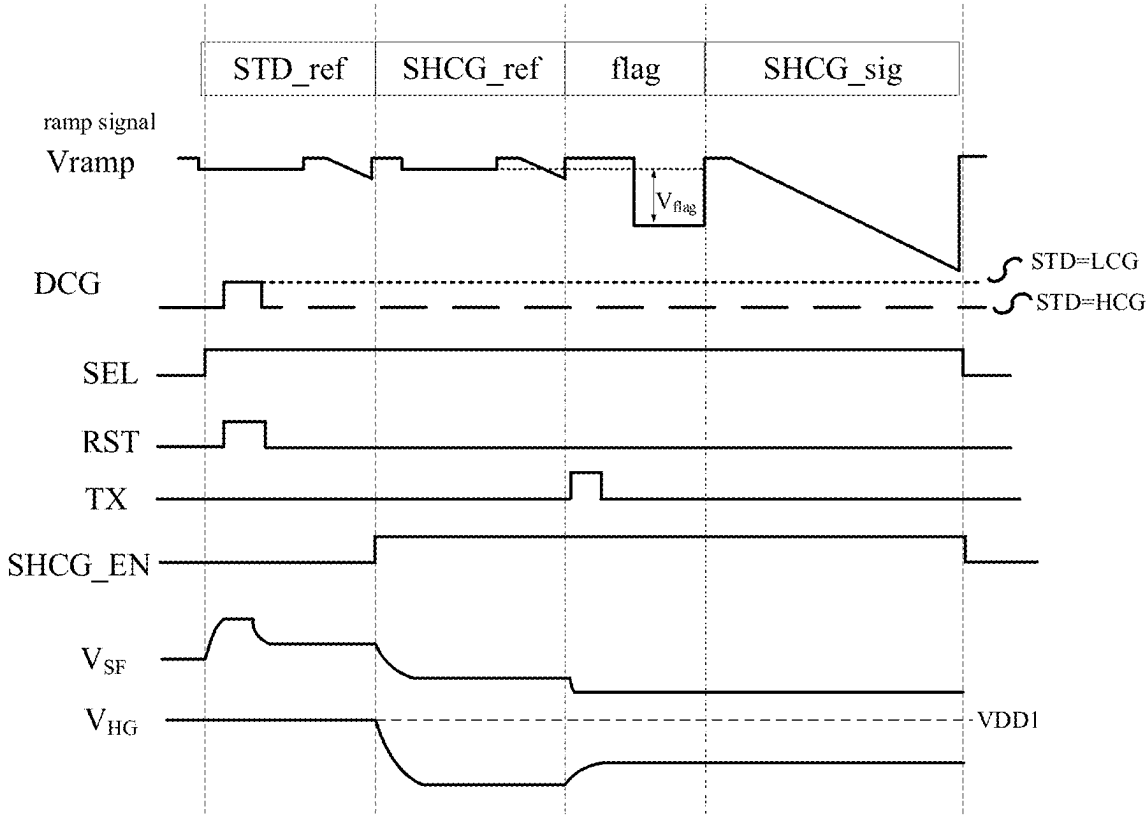 STD_ref SHCG_ref flag SHCG_sig
ramp signal
Vramp
Vflag
STD=LCG
DCG
STD=HCG
SEL
RST
TX
SHCG_EN
VSF
VHG
VDD1